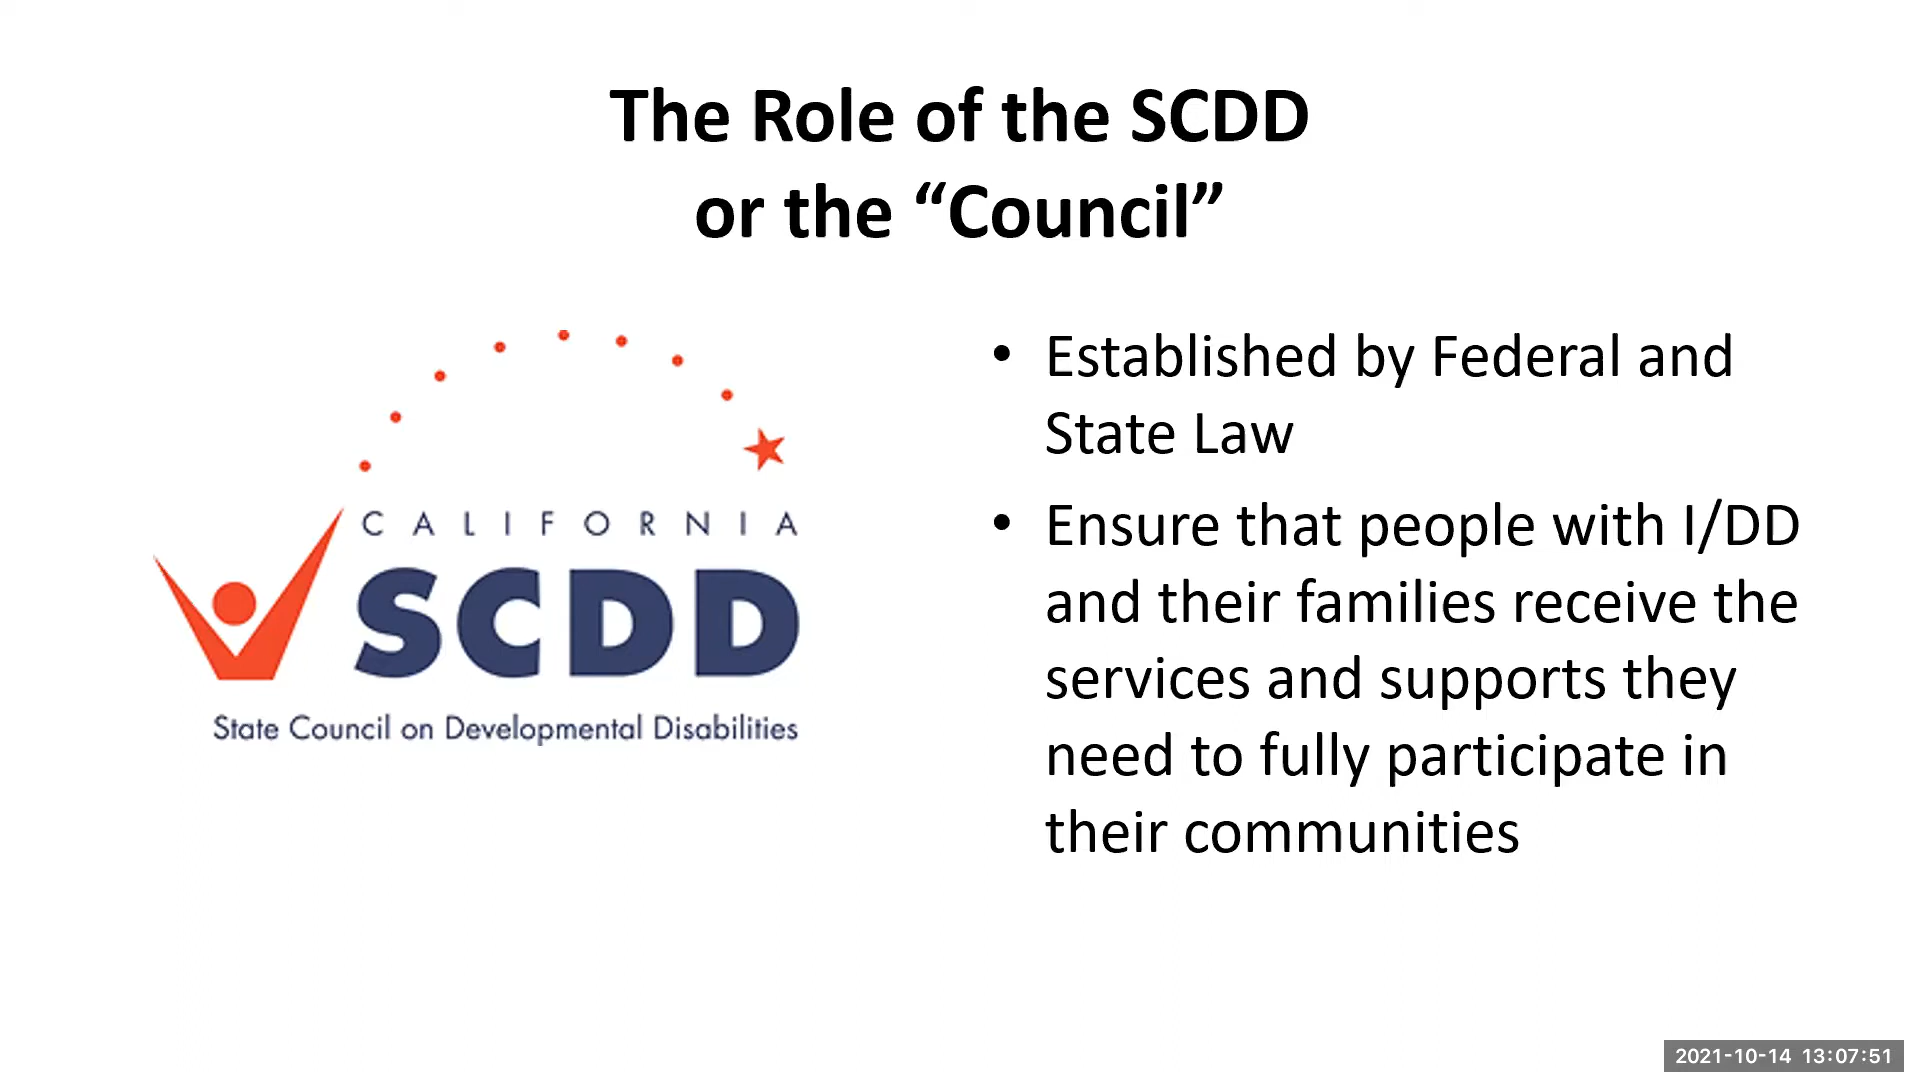 The Role of the SCDD
or the “Council”
CALIFORNIA
SCDD
State Council on Developmental Disabilities
• Established by Federal and
State Law
• Ensure that people with I/DD
and their families receive the
services and supports they
need to fully participate in
their communities
2021-10-14 13:07:51